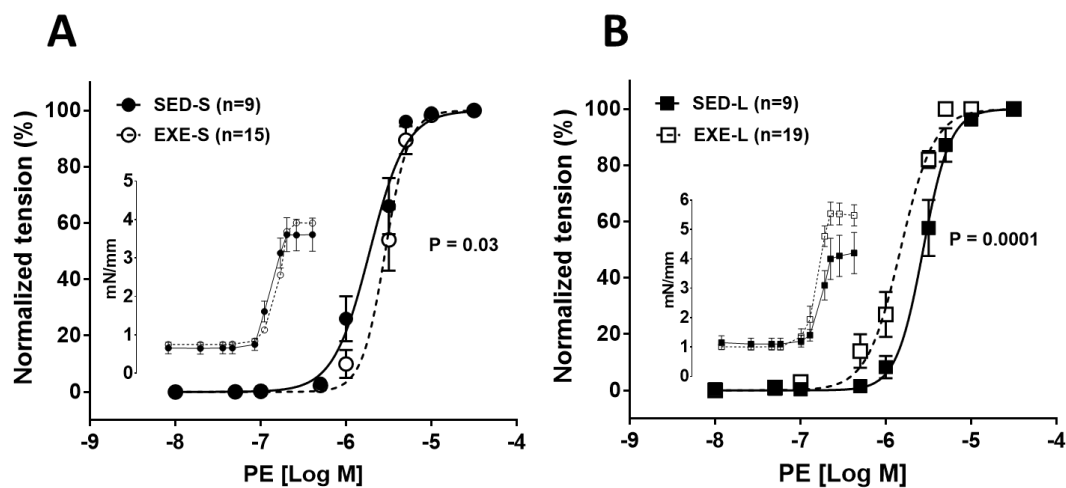 A
B
SED-S (n=9)
EXE-S (n=15)
SED-L (n=9)
EXE-L (n=19)
Normalized tension (%)
100
80
60
40
20
0
mN/mm
5
4
3
2
1
0
P = 0.03
-9
-8
-7
-6
-5
-4
PE [Log M]
Normalized tension (%)
100
80
60
40
20
0
mN/mm
6
5
4
3
2
1
0
P = 0.0001
-9
-8
-7
-6
-5
-4
PE [Log M]